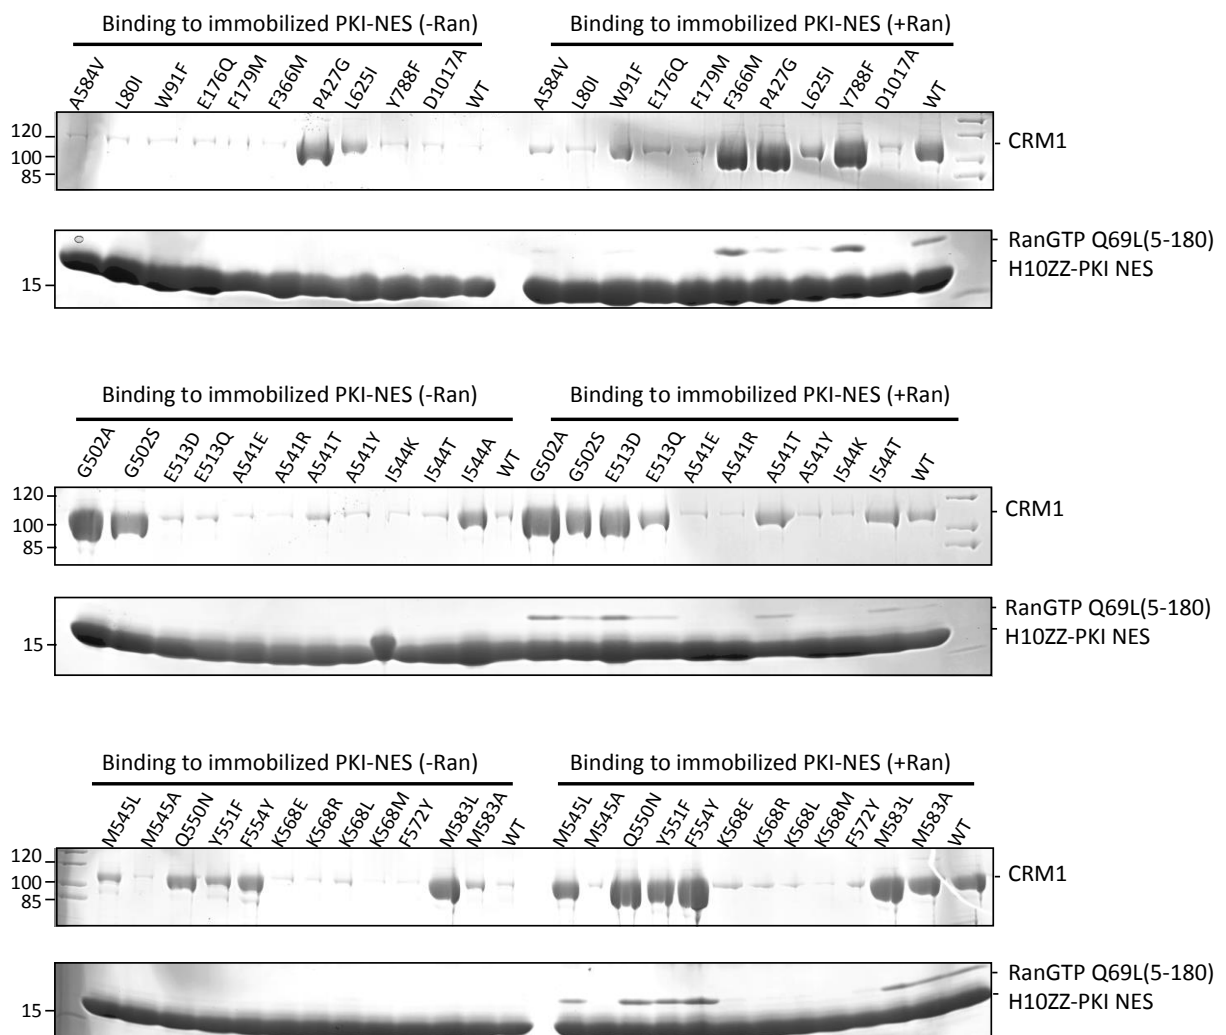 Binding to immobilized PKI-NES (-Ran) Binding to immobilized PKI-NES (+Ran)
A584V L80I W91F E176Q F179M F366M P427G L625I Y788F D1017A WT A584V L80I W91F E176Q F179M F366M P427G L625I Y788F D1017A WT
120
100
85
CRM1
RanGTP Q69L(5-180)
H10ZZ-PKI NES
15
Binding to immobilized PKI-NES (-Ran) Binding to immobilized PKI-NES (+Ran)
G502A G502S E513D E513Q A541E A541R A541T A541Y I544K I544T I544A WT G502A G502S E513D E513Q A541E A541R A541T A541Y I544K I544T WT
120
100
85
CRM1
RanGTP Q69L(5-180)
H10ZZ-PKI NES
15
Binding to immobilized PKI-NES (-Ran) Binding to immobilized PKI-NES (+Ran)
M545L M545A Q550N Y551F F554Y K568E K568R K568L K568M F572Y M583L M583A WT M545L M545A Q550N Y551F F554Y K568E K568R K568L K568M F572Y M583L M583A WT
120
100
85
CRM1
RanGTP Q69L(5-180)
H10ZZ-PKI NES
15